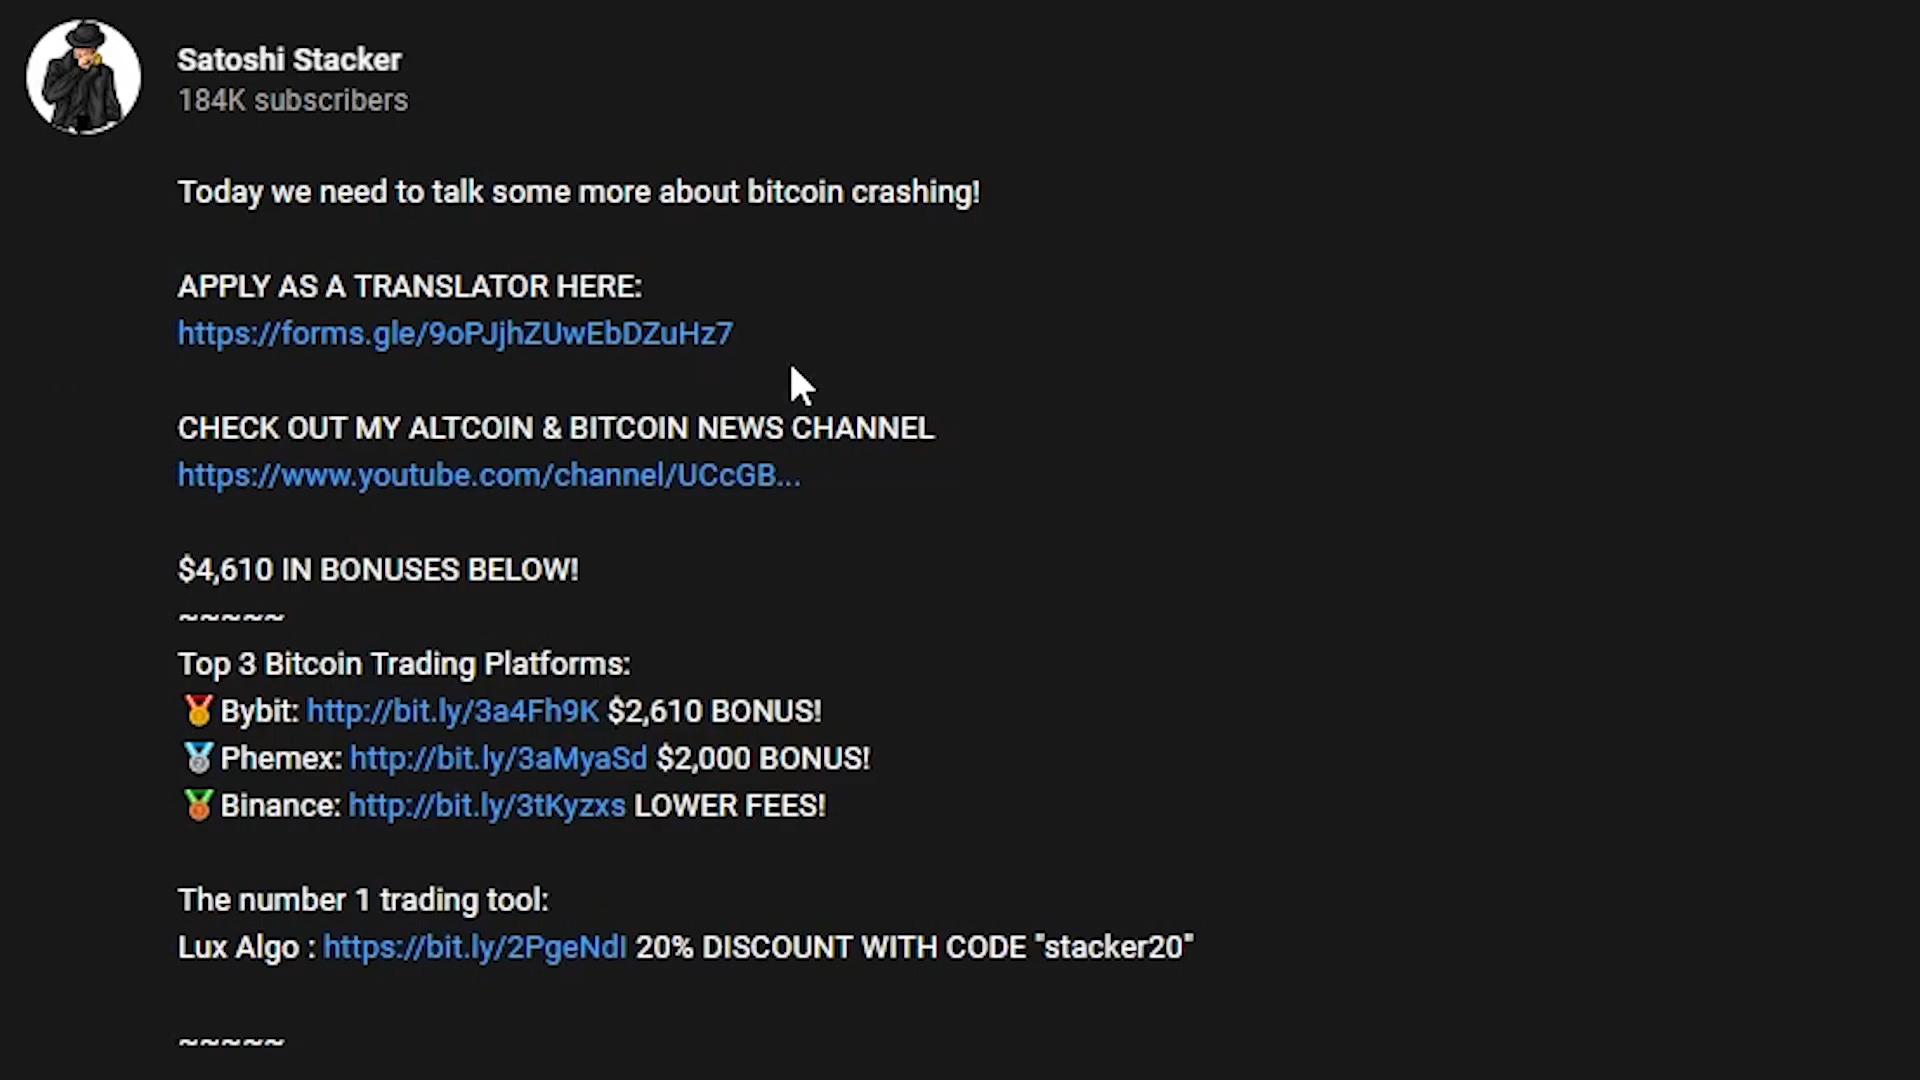 Satoshi Stacker
184K subscribers
Today we need to talk some more about bitcoin crashing!
APPLY AS A TRANSLATOR HERE:
https://forms.gle/9oPJjhZUwEbDZuHz7
CHECK OUT MY ALTCOIN & BITCOIN NEWS CHANNEL
https://www.youtube.com/channel/UCcGB...
$4,610 IN BONUSES BELOW!
~~~~~
Top 3 Bitcoin Trading Platforms:
🥇Bybit: http://bit.ly/3a4Fh9K $2,610 BONUS!
🥈Phemex: http://bit.ly/3aMyaSd $2,000 BONUS!
🥉Binance: http://bit.ly/3tKyzxs LOWER FEES!
The number 1 trading tool:
Lux Algo : https://bit.ly/2PgeNdI 20% DISCOUNT WITH CODE "stacker20"
~~~~~